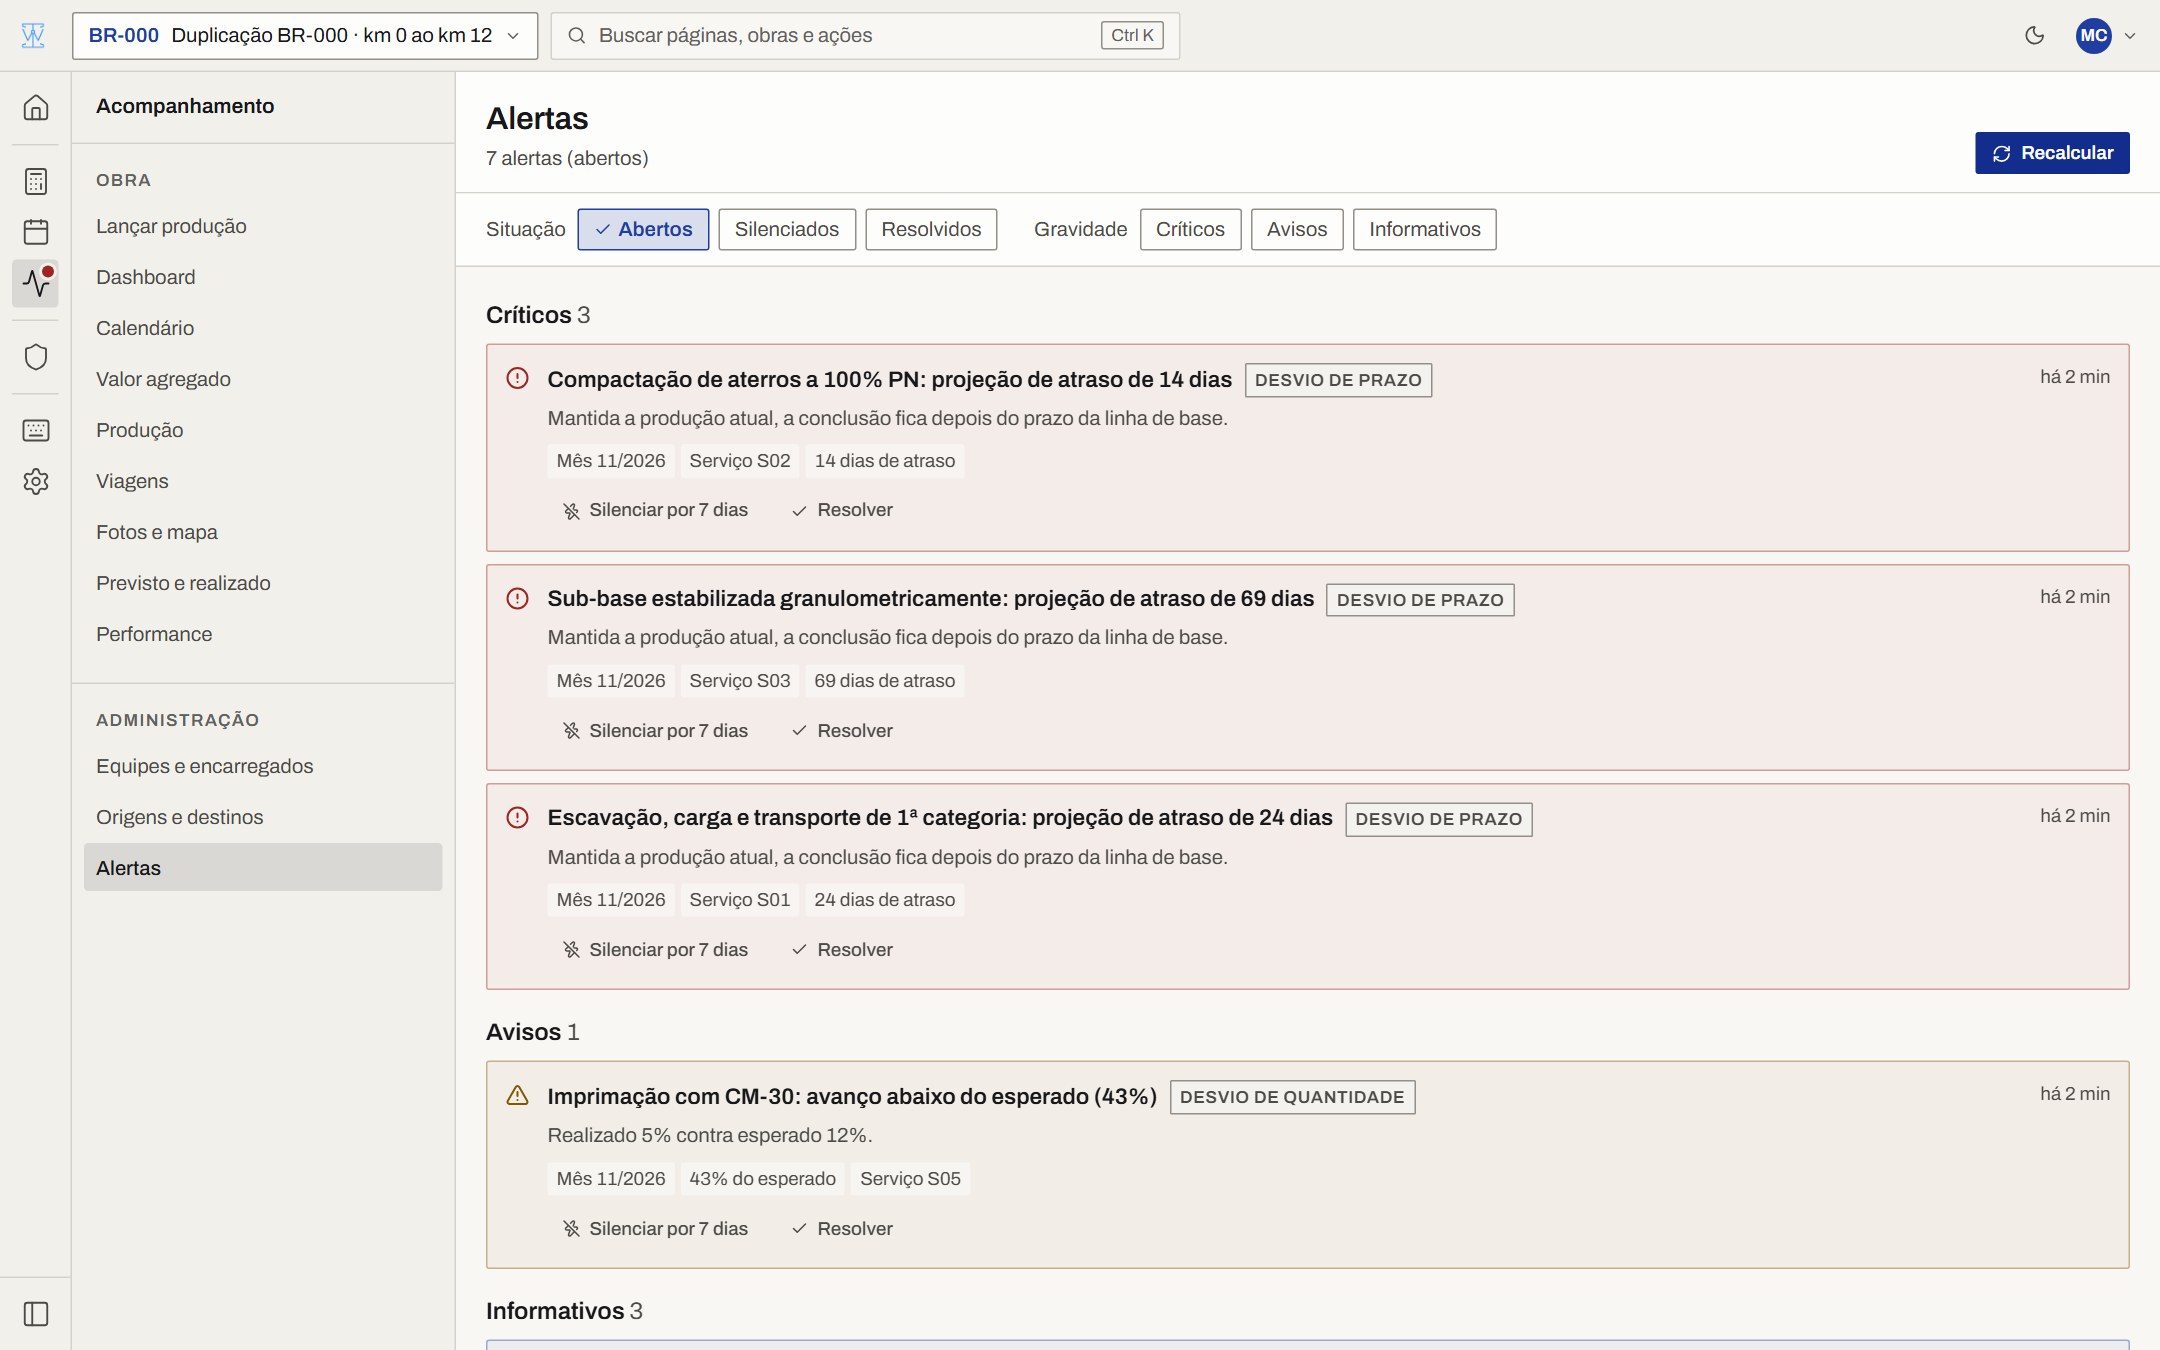 BR-000 Duplicação BR-000 · km 0 ao km 12
Buscar páginas, obras e ações
Ctrl K
MC
Acompanhamento
OBRA
Lançar produção
Dashboard
Calendário
Valor agregado
Produção
Viagens
Fotos e mapa
Previsto e realizado
Performance
ADMINISTRAÇÃO
Equipes e encarregados
Origens e destinos
Alertas
Alertas
7 alertas (abertos)
Recalcular
Situação Abertos Silenciados Resolvidos Gravidade Críticos Avisos Informativos
Críticos 3
Compactação de aterros a 100% PN: projeção de atraso de 14 dias DESVIO DE PRAZO há 2 min
Mantida a produção atual, a conclusão fica depois do prazo da linha de base.
Mês 11/2026 Serviço S02 14 dias de atraso
Silenciar por 7 dias Resolver
Sub-base estabilizada granulometricamente: projeção de atraso de 69 dias DESVIO DE PRAZO há 2 min
Mantida a produção atual, a conclusão fica depois do prazo da linha de base.
Mês 11/2026 Serviço S03 69 dias de atraso
Silenciar por 7 dias Resolver
Escavação, carga e transporte de 1ª categoria: projeção de atraso de 24 dias DESVIO DE PRAZO há 2 min
Mantida a produção atual, a conclusão fica depois do prazo da linha de base.
Mês 11/2026 Serviço S01 24 dias de atraso
Silenciar por 7 dias Resolver
Avisos 1
Imprimação com CM-30: avanço abaixo do esperado (43%) DESVIO DE QUANTIDADE há 2 min
Realizado 5% contra esperado 12%.
Mês 11/2026 43% do esperado Serviço S05
Silenciar por 7 dias Resolver
Informativos 3